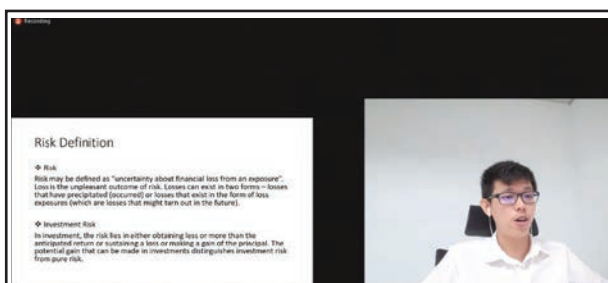 Recording
Risk Definition
❖ Risk
Risk may be defined as "uncertainty about financial loss from an exposure".
Loss is the unpleasant outcome of risk. Losses can exist in two forms – losses
that have precipitated (occurred) or losses that exist in the form of loss
exposures (which are losses that might turn out in the future).
❖ Investment Risk
In investment, the risk lies in either obtaining less or more than the
anticipated return or sustaining a loss or making a gain of the principal. The
potential gain that can be made in investments distinguishes investment risk
from pure risk.